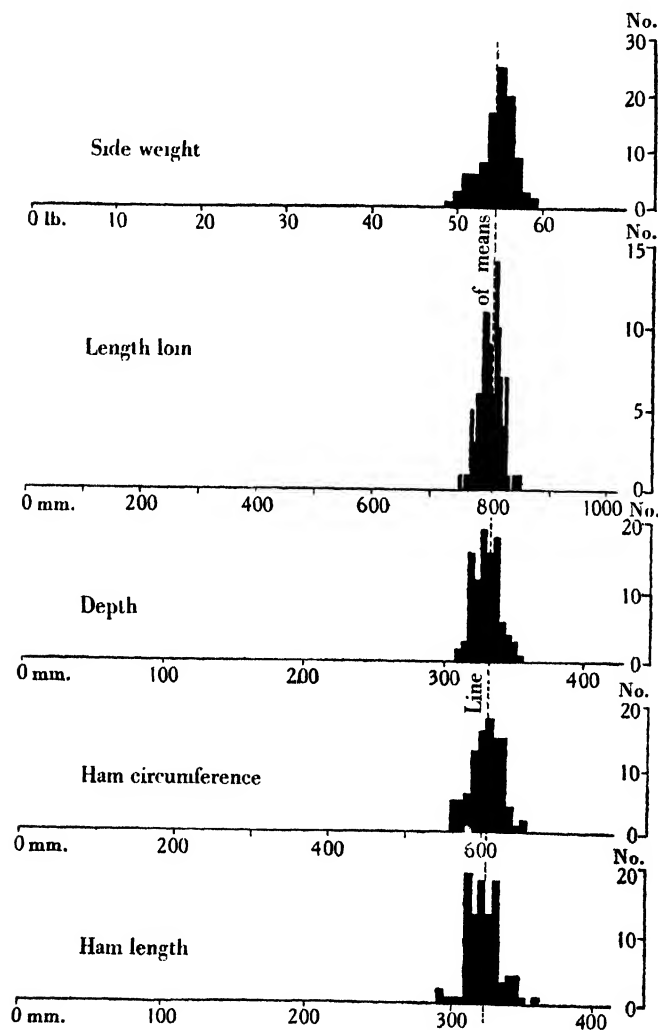 No.
30
20
Side weight
10
0
0 lb. 10 20 30 40 50 60
No.
Line of means
15
Length loin
10
5
0
0 mm. 200 400 600 800 1000
No.
20
Depth
10
0
0 mm. 100 200 300 400
No.
20
Ham circumference
10
0
0 mm. 200 400 600
No.
20
Ham length
10
0
0 mm. 100 200 300 400